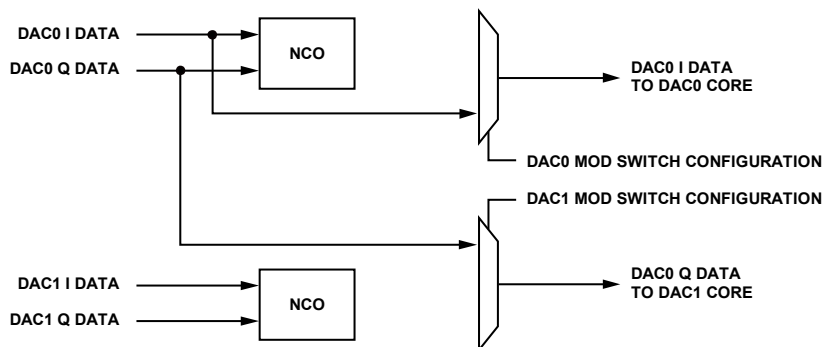 DAC0 I DATA
DAC0 Q DATA
NCO
DAC0 I DATA
TO DAC0 CORE
DAC0 MOD SWITCH CONFIGURATION
DAC1 MOD SWITCH CONFIGURATION
DAC1 I DATA
DAC1 Q DATA
NCO
DAC0 Q DATA
TO DAC1 CORE